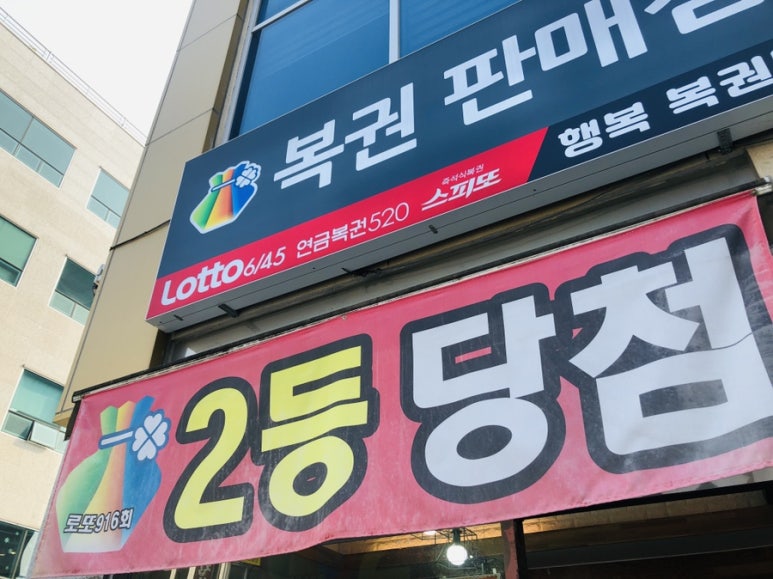 복권 판매점
행복 복권
즉석식복권
Lotto6/45 연금복권520 스피또
2등 당첨
로또916회